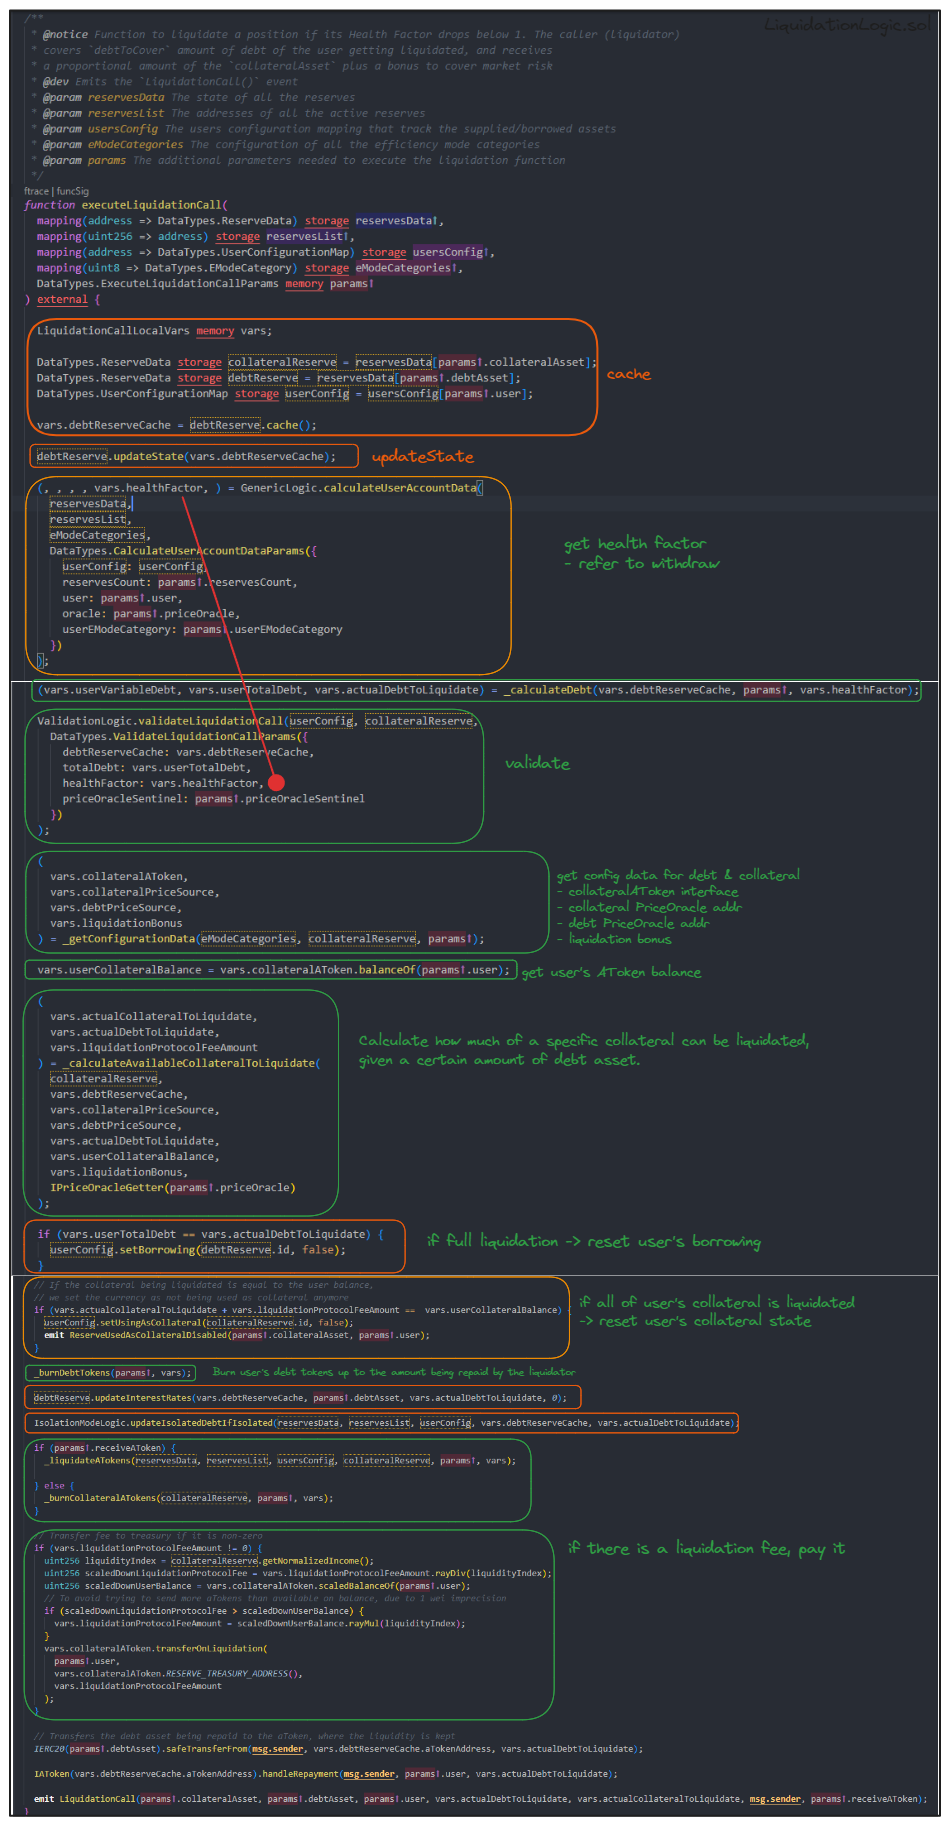 LiquidationLogic.sol
/**
* @notice Function to liquidate a position if its Health Factor drops below 1. The caller (liquidator)
* covers `debtToCover` amount of debt of the user getting liquidated, and receives
* a proportional amount of the `collateralAsset` plus a bonus to cover market risk
* @dev Emits the `LiquidationCall()` event
* @param reservesData The state of all the reserves
* @param reservesList The addresses of all the active reserves
* @param usersConfig The users configuration mapping that track the supplied/borrowed assets
* @param eModeCategories The configuration of all the efficiency mode categories
* @param params The additional parameters needed to execute the liquidation function
*/
ftrace | funcSig
function executeLiquidationCall(
mapping(address => DataTypes.ReserveData) storage reservesData↑,
mapping(uint256 => address) storage reservesList↑,
mapping(address => DataTypes.UserConfigurationMap) storage usersConfig↑,
mapping(uint8 => DataTypes.EModeCategory) storage eModeCategories↑,
DataTypes.ExecuteLiquidationCallParams memory params↑
) external {
LiquidationCallLocalVars memory vars;
DataTypes.ReserveData storage collateralReserve = reservesData[params↑.collateralAsset];
DataTypes.ReserveData storage debtReserve = reservesData[params↑.debtAsset];
cache
DataTypes.UserConfigurationMap storage userConfig = usersConfig[params↑.user];
vars.debtReserveCache = debtReserve.cache();
debtReserve.updateState(vars.debtReserveCache);
updateState
(, , , , vars.healthFactor, ) = GenericLogic.calculateUserAccountData(
reservesData,
reservesList,
eModeCategories,
DataTypes.CalculateUserAccountDataParams({
userConfig: userConfig,
reservesCount: params↑.reservesCount,
user: params↑.user,
oracle: params↑.priceOracle,
userEModeCategory: params↑.userEModeCategory
})
);
get health factor
- refer to withdraw
(vars.userVariableDebt, vars.userTotalDebt, vars.actualDebtToLiquidate) = _calculateDebt(vars.debtReserveCache, params↑, vars.healthFactor);
ValidationLogic.validateLiquidationCall(userConfig, collateralReserve,
DataTypes.ValidateLiquidationCallParams({
debtReserveCache: vars.debtReserveCache,
totalDebt: vars.userTotalDebt,
healthFactor: vars.healthFactor,
priceOracleSentinel: params↑.priceOracleSentinel
})
);
validate
(
vars.collateralAToken,
vars.collateralPriceSource,
vars.debtPriceSource,
vars.liquidationBonus
) = _getConfigurationData(eModeCategories, collateralReserve, params↑);
get config data for debt & collateral
- collateralAToken interface
- collateral PriceOracle addr
- debt PriceOracle addr
- liquidation bonus
vars.userCollateralBalance = vars.collateralAToken.balanceOf(params↑.user);
get user's AToken balance
(
vars.actualCollateralToLiquidate,
vars.actualDebtToLiquidate,
vars.liquidationProtocolFeeAmount
) = _calculateAvailableCollateralToLiquidate(
collateralReserve,
vars.debtReserveCache,
vars.collateralPriceSource,
vars.debtPriceSource,
vars.actualDebtToLiquidate,
vars.userCollateralBalance,
vars.liquidationBonus,
IPriceOracleGetter(params↑.priceOracle)
);
Calculate how much of a specific collateral can be liquidated,
given a certain amount of debt asset.
if (vars.userTotalDebt == vars.actualDebtToLiquidate) {
userConfig.setBorrowing(debtReserve.id, false);
}
if full liquidation -> reset user's borrowing
// If the collateral being liquidated is equal to the user balance,
// we set the currency as not being used as collateral anymore
if (vars.actualCollateralToLiquidate + vars.liquidationProtocolFeeAmount == vars.userCollateralBalance) {
userConfig.setUsingAsCollateral(collateralReserve.id, false);
emit ReserveUsedAsCollateralDisabled(params↑.collateralAsset, params↑.user);
}
if all of user's collateral is liquidated
-> reset user's collateral state
_burnDebtTokens(params↑, vars);
Burn user's debt tokens up to the amount being repaid by the liquidator
debtReserve.updateInterestRates(vars.debtReserveCache, params↑.debtAsset, vars.actualDebtToLiquidate, 0);
IsolationModeLogic.updateIsolatedDebtIfIsolated(reservesData, reservesList, userConfig, vars.debtReserveCache, vars.actualDebtToLiquidate);
if (params↑.receiveAToken) {
_liquidateATokens(reservesData, reservesList, usersConfig, collateralReserve, params↑, vars);
} else {
_burnCollateralATokens(collateralReserve, params↑, vars);
}
// Transfer fee to treasury if it is non-zero
if (vars.liquidationProtocolFeeAmount != 0) {
uint256 liquidityIndex = collateralReserve.getNormalizedIncome();
uint256 scaledDownLiquidationProtocolFee = vars.liquidationProtocolFeeAmount.rayDiv(liquidityIndex);
uint256 scaledDownUserBalance = vars.collateralAToken.scaledBalanceOf(params↑.user);
// To avoid trying to send more aTokens than available on balance, due to 1 wei imprecision
if (scaledDownLiquidationProtocolFee > scaledDownUserBalance) {
vars.liquidationProtocolFeeAmount = scaledDownUserBalance.rayMul(liquidityIndex);
}
vars.collateralAToken.transferOnLiquidation(
params↑.user,
vars.collateralAToken.RESERVE_TREASURY_ADDRESS(),
vars.liquidationProtocolFeeAmount
);
}
if there is a liquidation fee, pay it
// Transfers the debt asset being repaid to the aToken, where the liquidity is kept
IERC20(params↑.debtAsset).safeTransferFrom(msg.sender, vars.debtReserveCache.aTokenAddress, vars.actualDebtToLiquidate);
IAToken(vars.debtReserveCache.aTokenAddress).handleRepayment(msg.sender, params↑.user, vars.actualDebtToLiquidate);
emit LiquidationCall(params↑.collateralAsset, params↑.debtAsset, params↑.user, vars.actualDebtToLiquidate, vars.actualCollateralToLiquidate, msg.sender, params↑.receiveAToken);
}